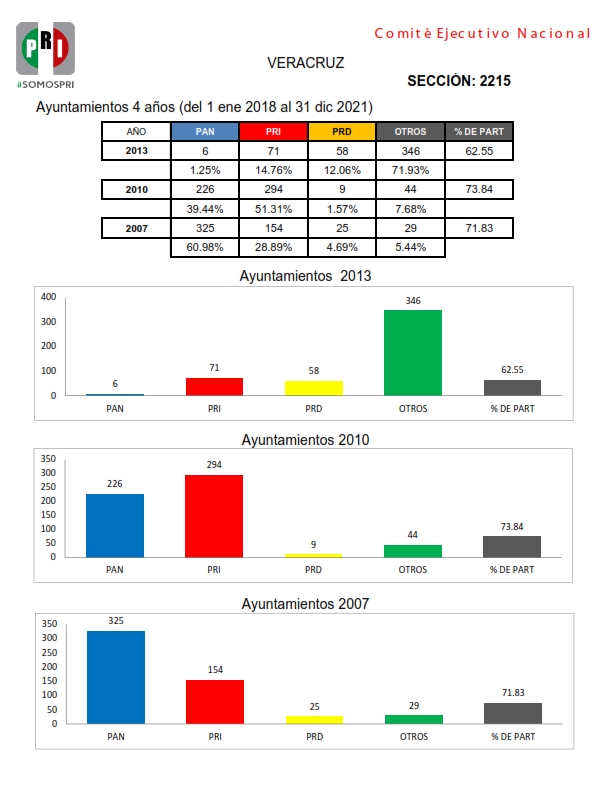 Comité Ejecutivo Nacional
PRI
#SOMOSPRI
VERACRUZ
SECCIÓN: 2215
Ayuntamientos 4 años (del 1 ene 2018 al 31 dic 2021)
AÑO PAN PRI PRD OTROS % DE PART
2013 6 71 58 346 62.55
1.25% 14.76% 12.06% 71.93%
2010 226 294 9 44 73.84
39.44% 51.31% 1.57% 7.68%
2007 325 154 25 29 71.83
60.98% 28.89% 4.69% 5.44%
Ayuntamientos 2013
400
300
200
100
0
6 71 58 346 62.55
PAN PRI PRD OTROS % DE PART
Ayuntamientos 2010
350
300
250
200
150
100
50
0
226 294 9 44 73.84
PAN PRI PRD OTROS % DE PART
Ayuntamientos 2007
350
300
250
200
150
100
50
0
325 154 25 29 71.83
PAN PRI PRD OTROS % DE PART